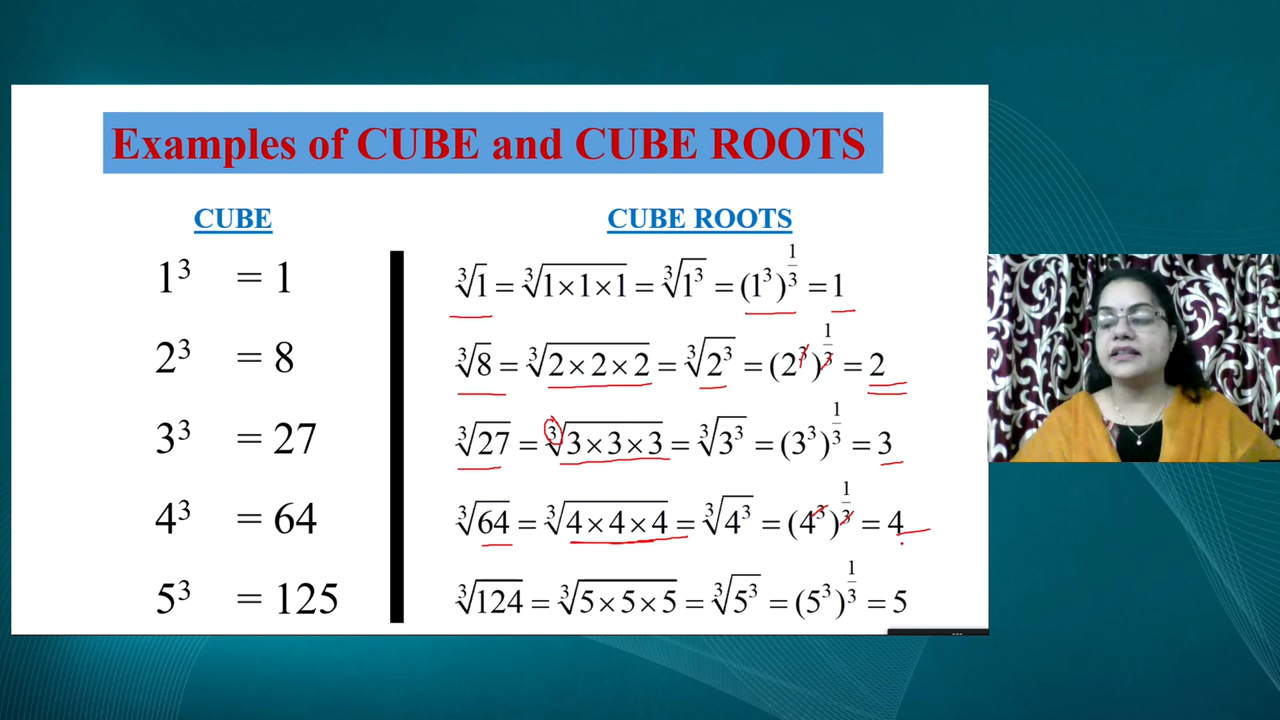 Examples of CUBE and CUBE ROOTS
CUBE
1³ = 1
2³ = 8
3³ = 27
4³ = 64
5³ = 125
CUBE ROOTS
∛1 = ∛(1×1×1) = ∛(1³) = (1³)^(1/3) = 1
∛8 = ∛(2×2×2) = ∛(2³) = (2³)^(1/3) = 2
∛27 = ∛(3×3×3) = ∛(3³) = (3³)^(1/3) = 3
∛64 = ∛(4×4×4) = ∛(4³) = (4³)^(1/3) = 4
∛124 = ∛(5×5×5) = ∛(5³) = (5³)^(1/3) = 5